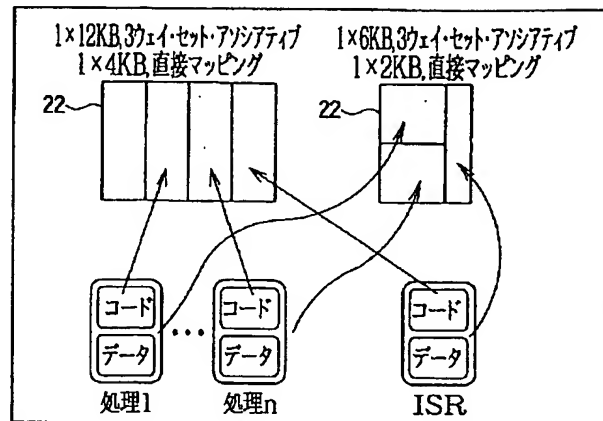 1×12KB,3ウェイ・セット・アソシアティブ
1×4KB,直接マッピング
1×6KB,3ウェイ・セット・アソシアティブ
1×2KB,直接マッピング
22
22
コード
データ
処理1
...
コード
データ
処理n
コード
データ
ISR